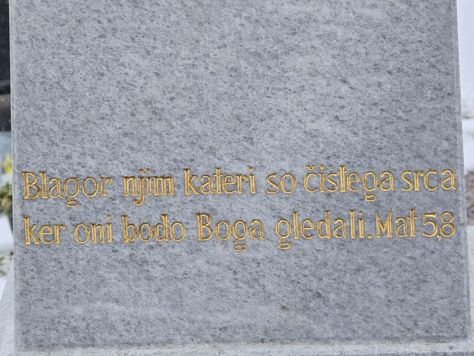 Blagor njim kateri so čistega srca
ker oni bodo Boga gledali. Mat 5,8